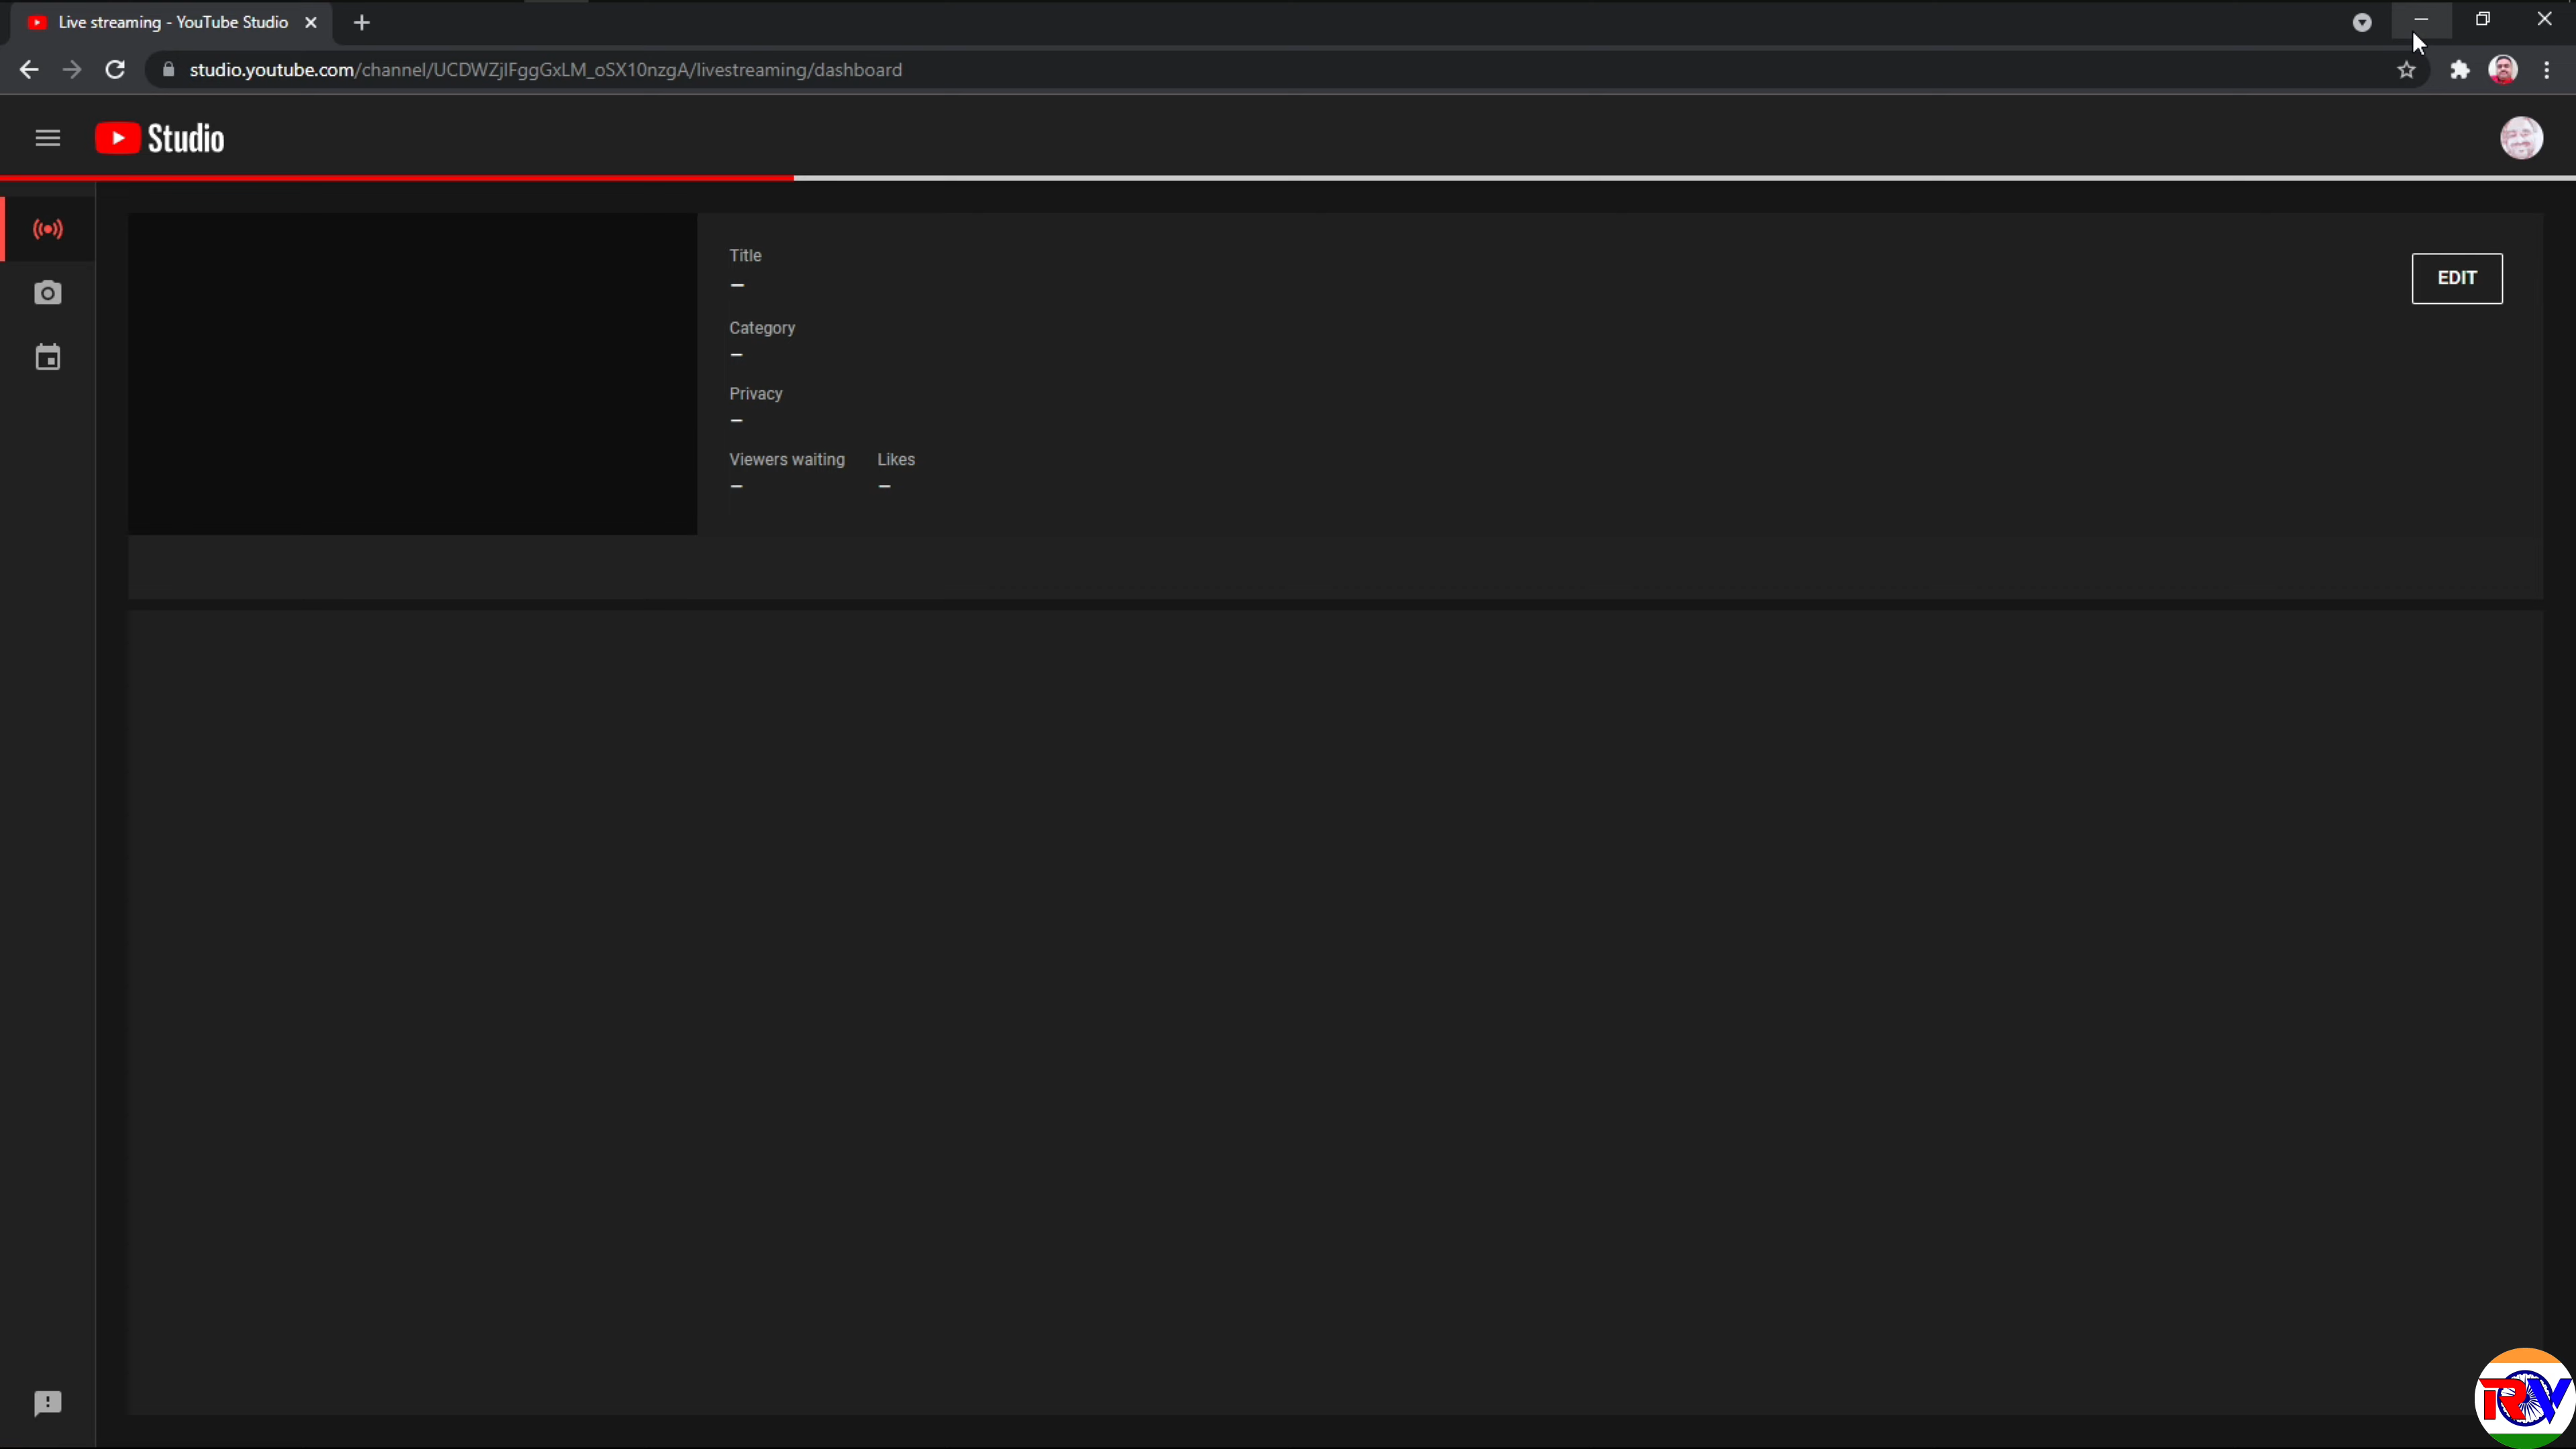 Live streaming - YouTube Studio
studio.youtube.com/channel/UCDWZjIFggGxLM_oSX10nzgA/livestreaming/dashboard
Studio
Title
–
EDIT
Category
–
Privacy
–
Viewers waiting Likes
– –
IRV